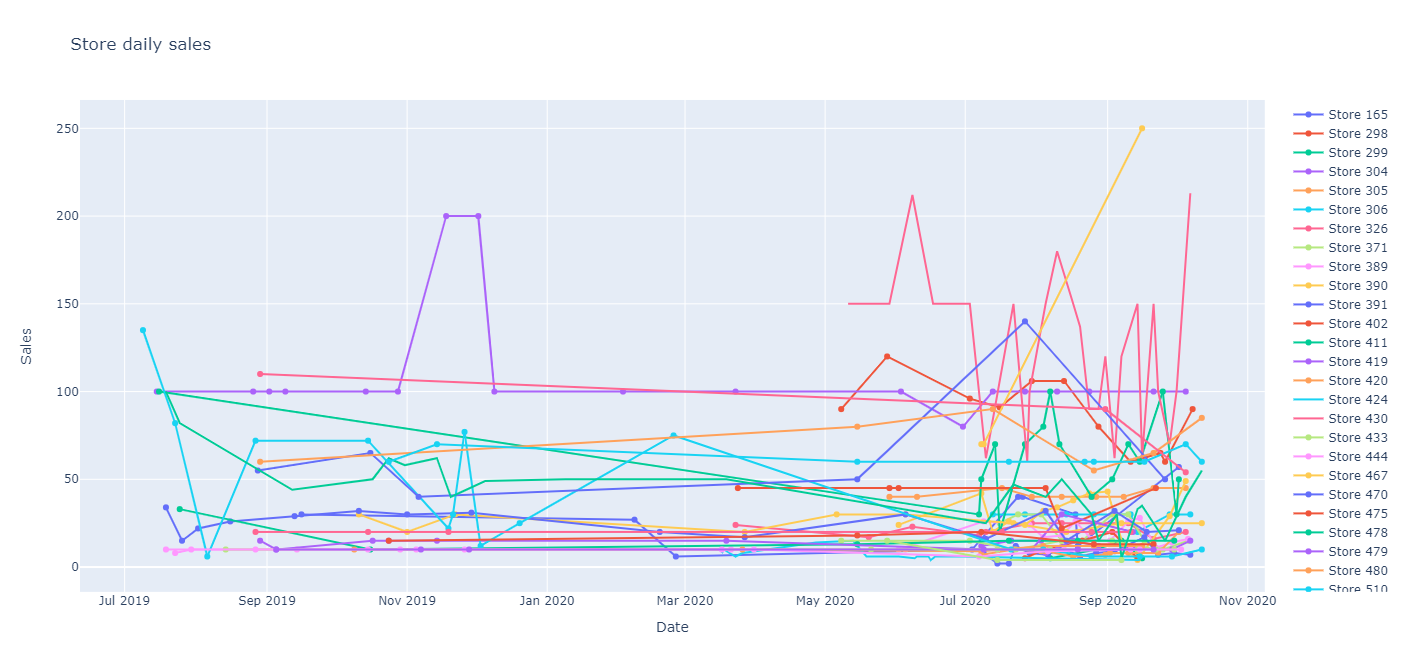 Store daily sales
250
200
150
100
50
0
Sales
Jul 2019
Sep 2019
Nov 2019
Jan 2020
Mar 2020
May 2020
Jul 2020
Sep 2020
Nov 2020
Date
Store 165
Store 298
Store 299
Store 304
Store 305
Store 306
Store 326
Store 371
Store 389
Store 390
Store 391
Store 402
Store 411
Store 419
Store 420
Store 424
Store 430
Store 433
Store 444
Store 467
Store 470
Store 475
Store 478
Store 479
Store 480
Store 510